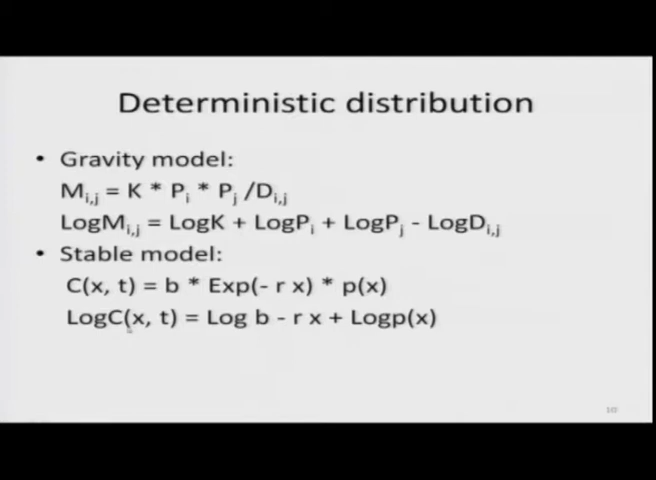 Deterministic distribution
• Gravity model:
M_{i,j} = K * P_i * P_j /D_{i,j}
LogM_{i,j} = LogK + LogP_i + LogP_j - LogD_{i,j}
• Stable model:
C(x, t) = b * Exp(- r x) * p(x)
LogC(x, t) = Log b - r x + Logp(x)
10